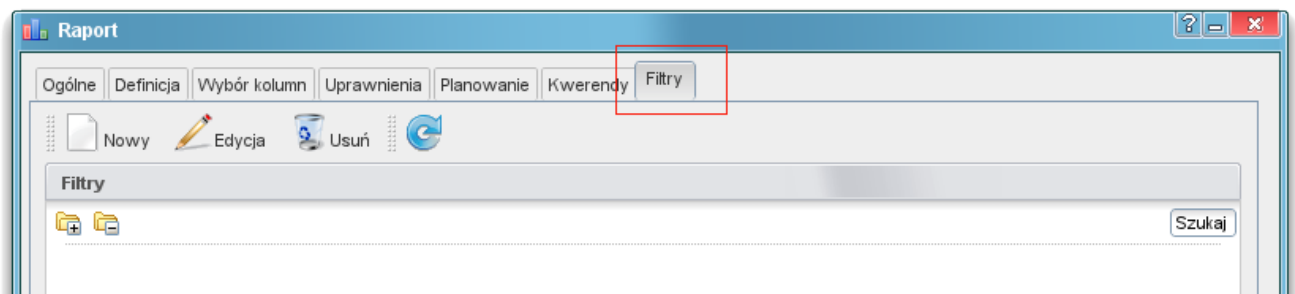 Raport
Ogólne Definicja Wybór kolumn Uprawnienia Planowanie Kwerendy Filtry
Nowy Edycja Usuń
Filtry
Szukaj